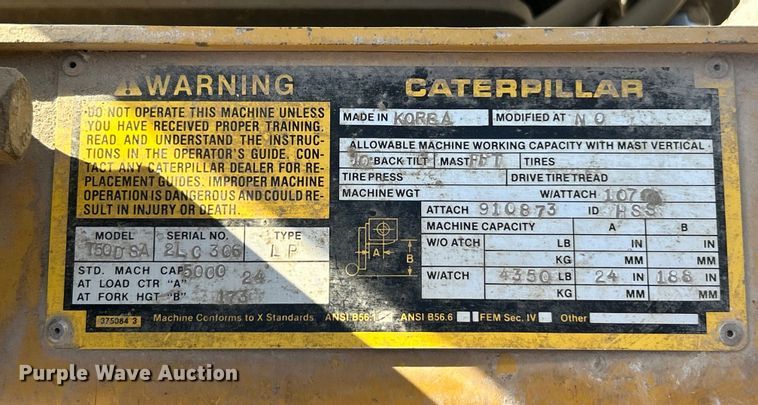 WARNING
DO NOT OPERATE THIS MACHINE UNLESS
YOU HAVE RECEIVED PROPER TRAINING.
READ AND UNDERSTAND THE INSTRUC-
TIONS IN THE OPERATOR'S GUIDE. CON-
TACT ANY CATERPILLAR DEALER FOR RE-
PLACEMENT GUIDES. IMPROPER MACHINE
OPERATION IS DANGEROUS AND COULD RE-
SULT IN INJURY OR DEATH.
MODEL SERIAL NO. TYPE
T50D SA LP
STD. MACH CAP 5000
AT LOAD CTR "A" 24
AT FORK HGT "B" 173
CATERPILLAR
MADE IN KOREA MODIFIED AT NO
ALLOWABLE MACHINE WORKING CAPACITY WITH MAST VERTICAL
BACK TILT MAST FFT TIRES
TIRE PRESS DRIVE TIRE TREAD
MACHINE WGT W/ATTACH
ATTACH 910873 ID HSS
MACHINE CAPACITY A B
W/O ATCH LB IN IN
KG MM MM
W/ATCH 4350 LB 24 IN 188 IN
KG MM MM
A
B
Machine Conforms to X Standards ANSI B56.1 ANSI B56.6 FEM Sec. IV Other
Purple Wave Auction